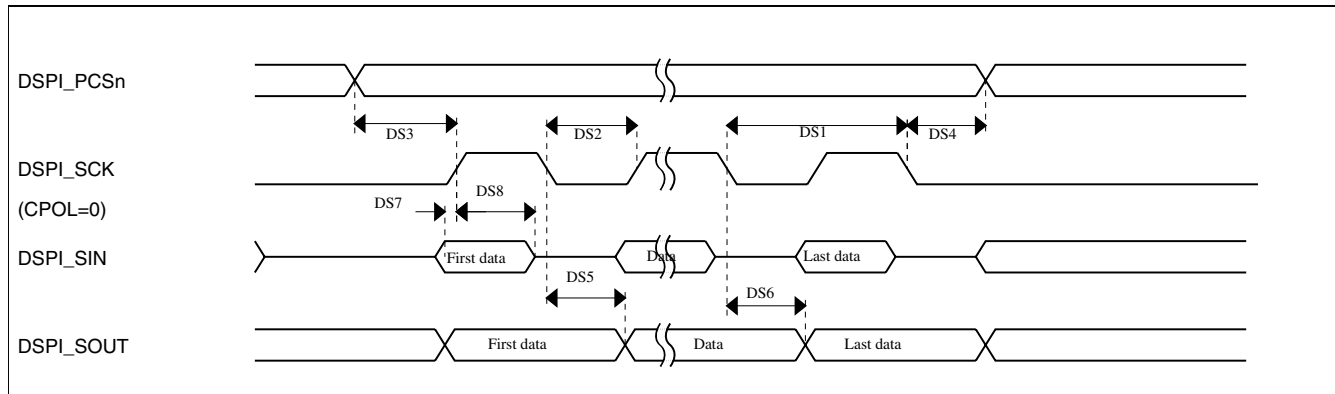 DSPI_PCSn
DS3
DS2
DS1
DS4
DSPI_SCK
DS7
DS8
(CPOL=0)
DSPI_SIN
First data
Data
Last data
DS5
DS6
DSPI_SOUT
First data
Data
Last data